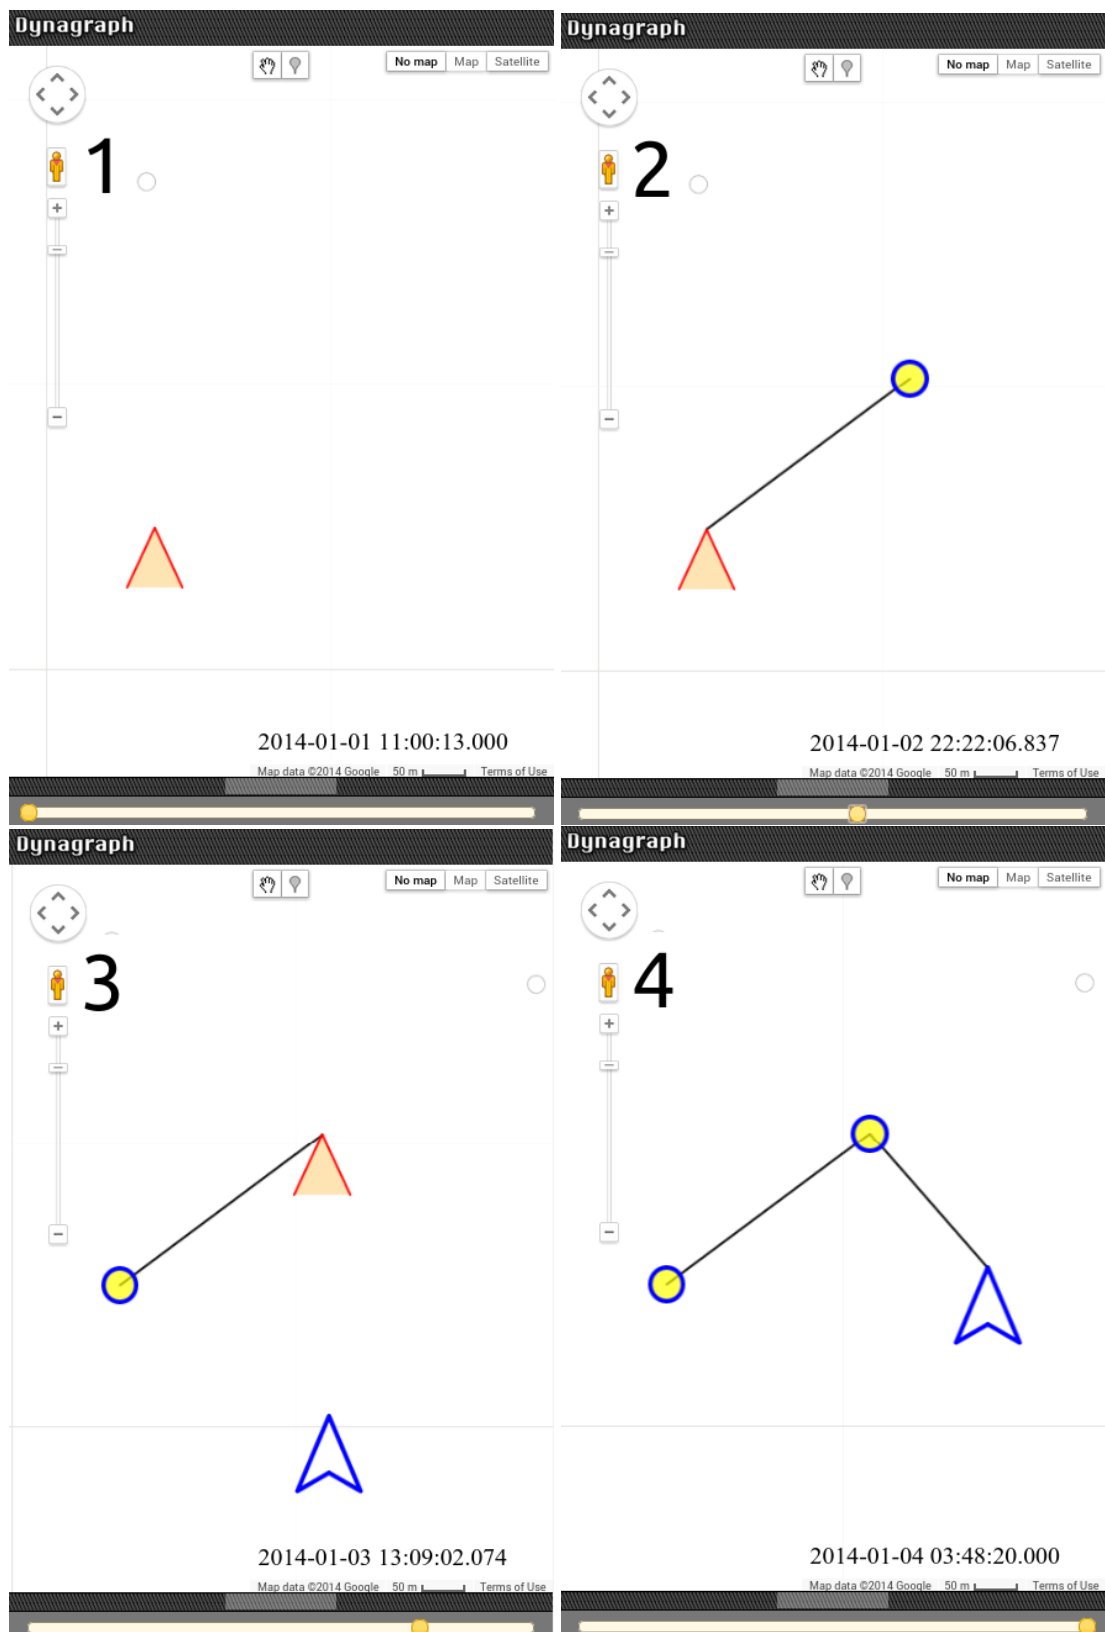 Dynagraph
No map Map Satellite
1
2014-01-01 11:00:13.000
Map data ©2014 Google 50 m Terms of Use
Dynagraph
No map Map Satellite
2
2014-01-02 22:22:06.837
Map data ©2014 Google 50 m Terms of Use
Dynagraph
No map Map Satellite
3
2014-01-03 13:09:02.074
Map data ©2014 Google 50 m Terms of Use
Dynagraph
No map Map Satellite
4
2014-01-04 03:48:20.000
Map data ©2014 Google 50 m Terms of Use